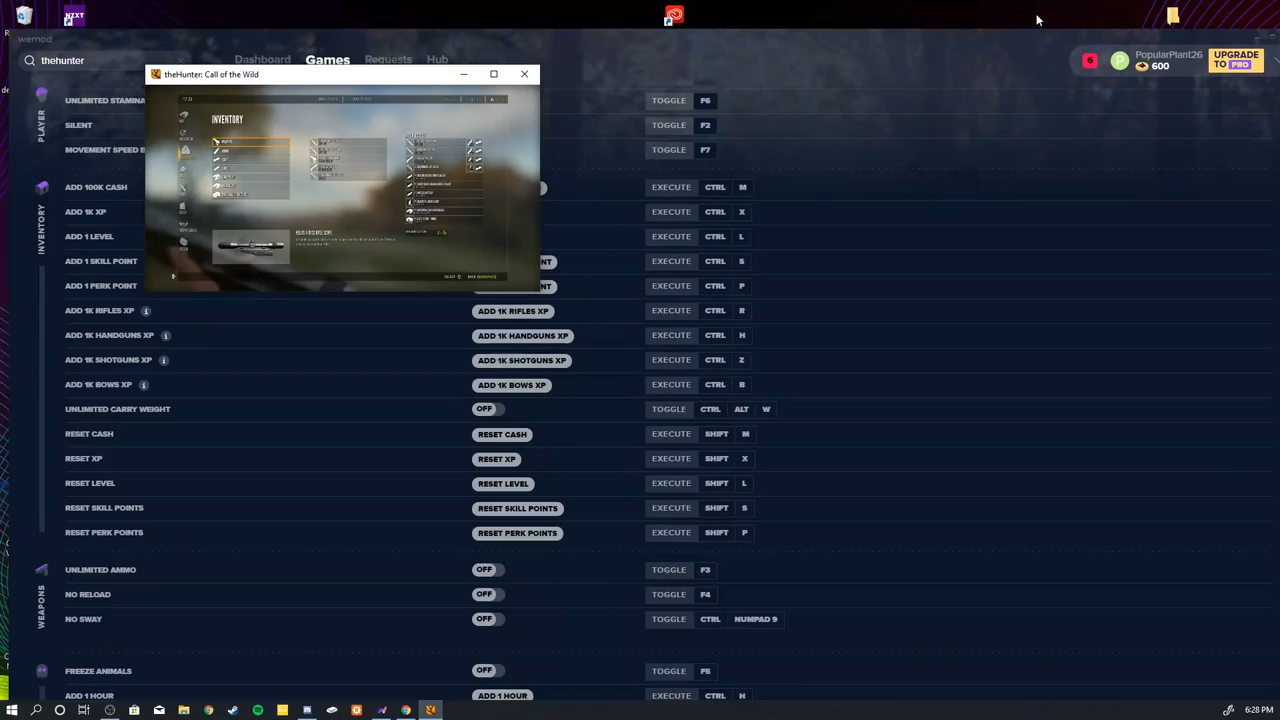 NZXT
wemod
thehunter
Dashboard Games Requests Hub
6 P PopularPlant26 600 UPGRADE TO PRO
theHunter: Call of the Wild
INVENTORY
PLAYER
UNLIMITED STAMINA TOGGLE F6
SILENT TOGGLE F2
MOVEMENT SPEED TOGGLE F7
INVENTORY
ADD 100K CASH EXECUTE CTRL M
ADD 1K XP EXECUTE CTRL X
ADD 1 LEVEL EXECUTE CTRL L
ADD 1 SKILL POINT EXECUTE CTRL S
ADD 1 PERK POINT EXECUTE CTRL P
ADD 1K RIFLES XP ADD 1K RIFLES XP EXECUTE CTRL R
ADD 1K HANDGUNS XP ADD 1K HANDGUNS XP EXECUTE CTRL H
ADD 1K SHOTGUNS XP ADD 1K SHOTGUNS XP EXECUTE CTRL Z
ADD 1K BOWS XP ADD 1K BOWS XP EXECUTE CTRL B
UNLIMITED CARRY WEIGHT OFF TOGGLE CTRL ALT W
RESET CASH RESET CASH EXECUTE SHIFT M
RESET XP RESET XP EXECUTE SHIFT X
RESET LEVEL RESET LEVEL EXECUTE SHIFT L
RESET SKILL POINTS RESET SKILL POINTS EXECUTE SHIFT S
RESET PERK POINTS RESET PERK POINTS EXECUTE SHIFT P
WEAPONS
UNLIMITED AMMO OFF TOGGLE F3
NO RELOAD OFF TOGGLE F4
NO SWAY OFF TOGGLE CTRL NUMPAD 9
FREEZE ANIMALS OFF TOGGLE F5
ADD 1 HOUR ADD 1 HOUR EXECUTE CTRL H
6:28 PM